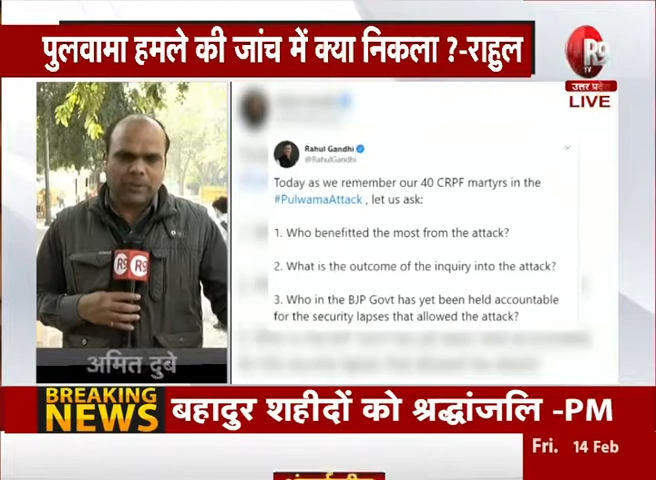 पुलवामा हमले की जांच में क्या निकला ?-राहुल
R9
TV
उत्तर प्रदेश
LIVE
Rahul Gandhi
@RahulGandhi
Today as we remember our 40 CRPF martyrs in the
#PulwamaAttack , let us ask:
1. Who benefitted the most from the attack?
2. What is the outcome of the inquiry into the attack?
3. Who in the BJP Govt has yet been held accountable
for the security lapses that allowed the attack?
R9 R9
अमित दुबे
BREAKING
NEWS
बहादुर शहीदों को श्रद्धांजलि -PM
Fri. 14 Feb